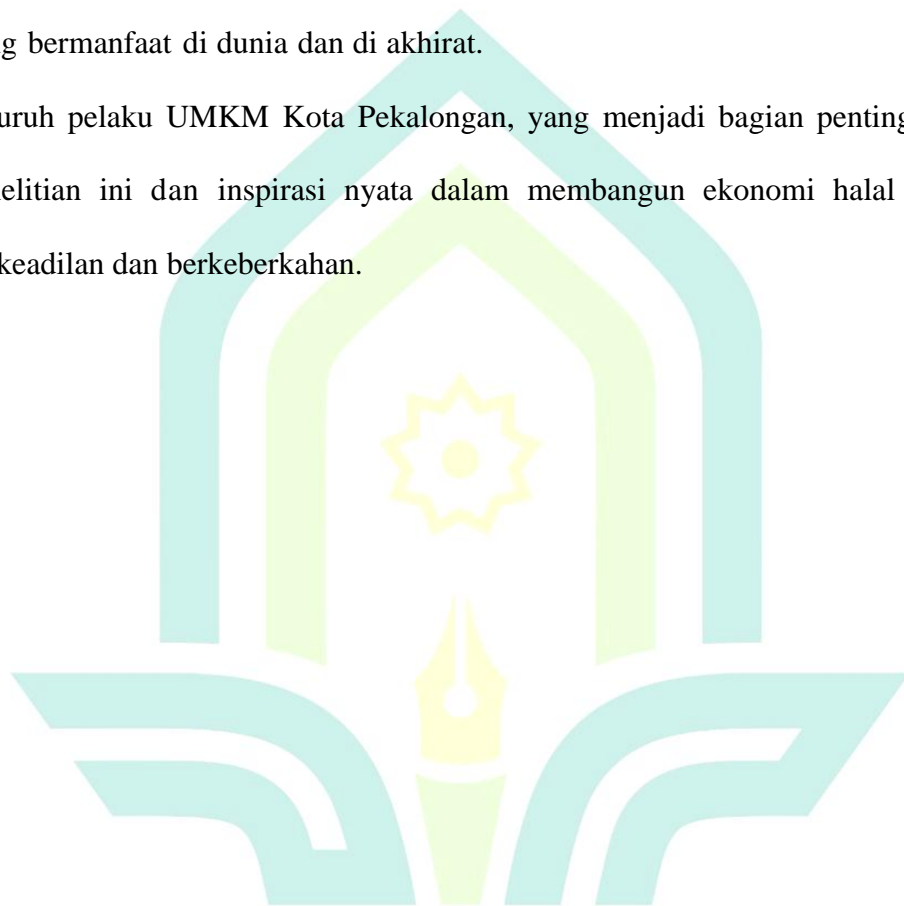 g bermanfaat di dunia dan di akhirat.
uruh pelaku UMKM Kota Pekalongan, yang menjadi bagian penting
elitian ini dan inspirasi nyata dalam membangun ekonomi halal
keadilan dan berkeberkahan.